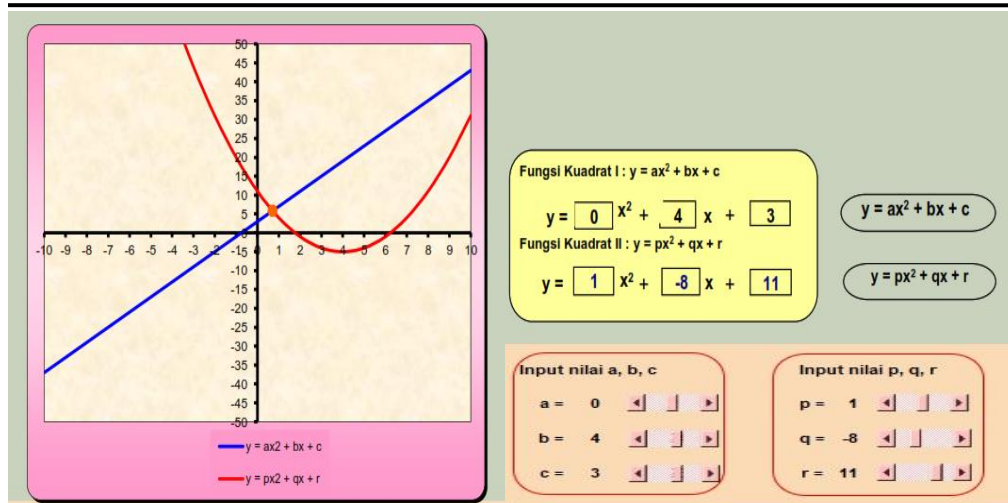 50
45
40
35
30
25
20
15
10
5
0
-10 -9 -8 -7 -6 -5 -4 -3 -2 -1 0 1 2 3 4 5 6 7 8 9 10
-5
-10
-15
-20
-25
-30
-35
-40
-45
-50
y = ax2 + bx + c
y = px2 + qx + r
Fungsi Kuadrat I : y = ax² + bx + c
y = 0 x² + 4 x + 3
Fungsi Kuadrat II : y = px² + qx + r
y = 1 x² + -8 x + 11
y = ax² + bx + c
y = px² + qx + r
Input nilai a, b, c
a = 0
b = 4
c = 3
Input nilai p, q, r
p = 1
q = -8
r = 11